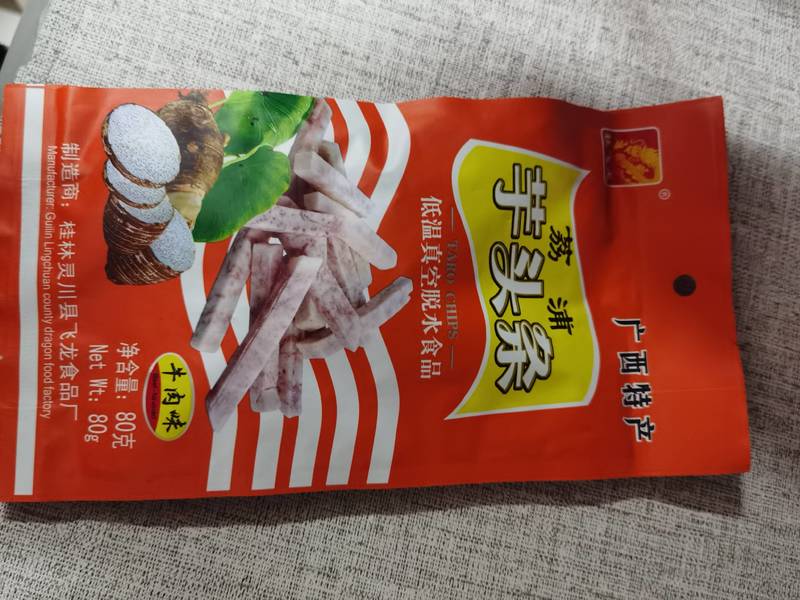 ®
广西特产
荔浦
芋头条
TARO CHIPS
低温真空脱水食品
牛肉味
净含量：80克
Net Wt: 80g
制造商：桂林灵川县飞龙食品厂
Manufacturer: Guilin Lingchuan county dragon food factory